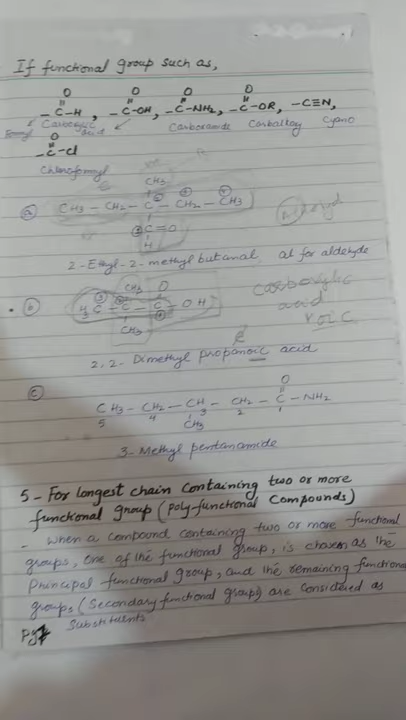 If functional group such as,
O O O O
-C-H, -C-OH, -C-NH₂, -C-OR, -C≡N,
Carboxylic acid Carboxamide Carbalkoxy Cyano
O
-C-Cl
Chloroformyl
CH₃
(a) CH₃ - CH₂ - C - CH₂ - CH₃
C=O
H
2-Ethyl-2-methyl butanal, al for aldehyde
CH₃ O
(b) H₃C - C - C - OH
CH₃
carboxylic
acid
2,2-Dimethyl propanoic acid
(c)
O
CH₃ - CH₂ - CH - CH₂ - C - NH₂
5 4 3 2 1
CH₃
3-Methyl pentanamide
5 - For longest chain containing two or more
functional group (poly-functional Compounds)
- when a compound containing two or more functional
groups, one of the functional group, is chosen as the
Principal functional group, and the remaining functional
groups (Secondary functional group) are considered as
substituents